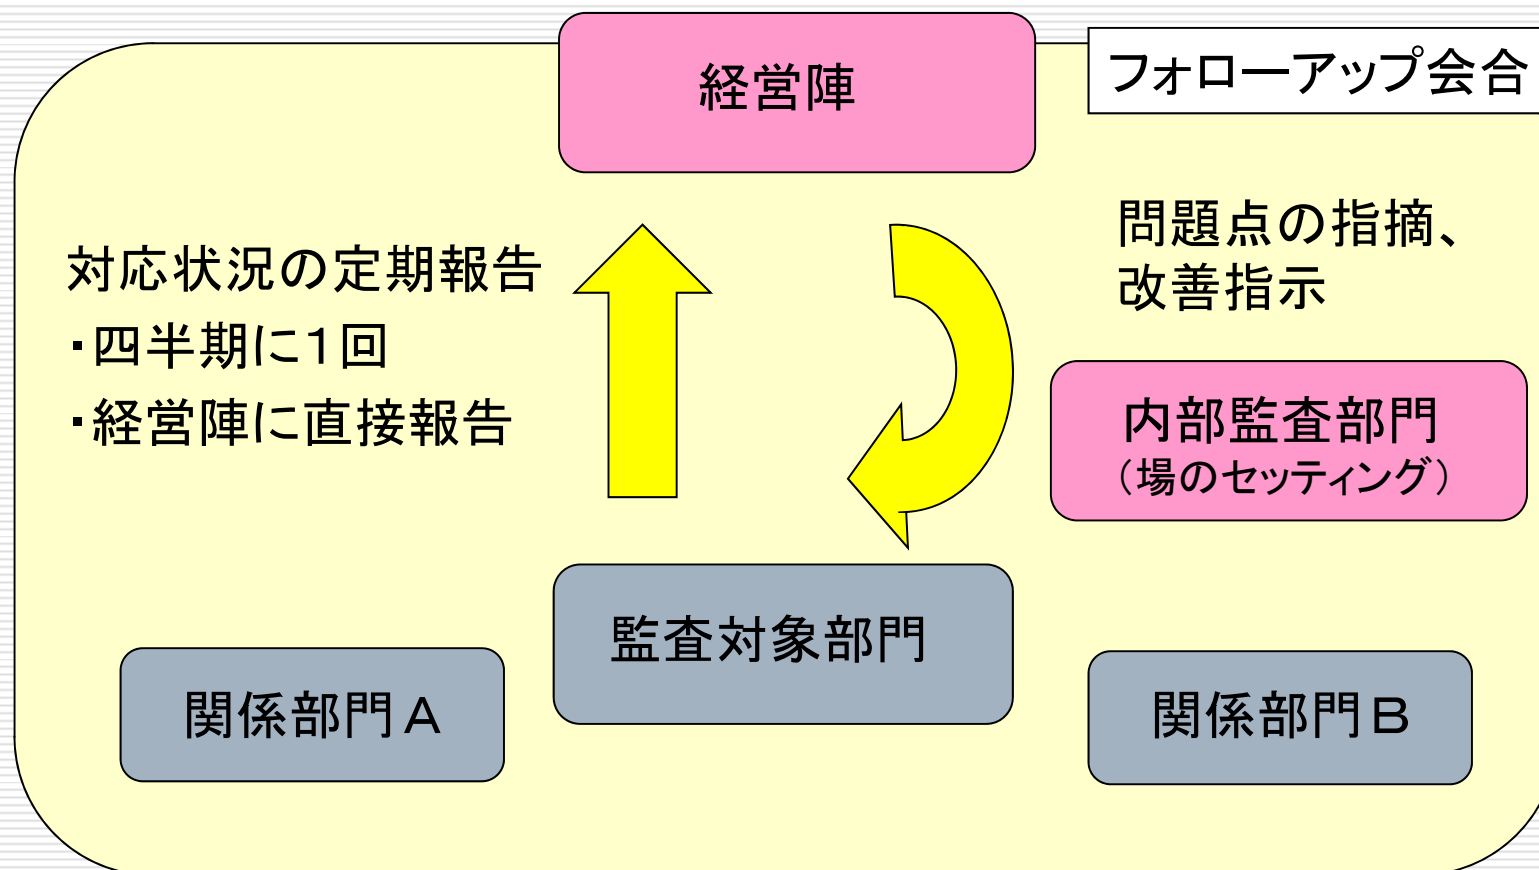 経営陣
フォローアップ会合
対応状況の定期報告
・四半期に１回
・経営陣に直接報告
問題点の指摘、
改善指示
内部監査部門
（場のセッティング）
監査対象部門
関係部門Ａ
関係部門Ｂ